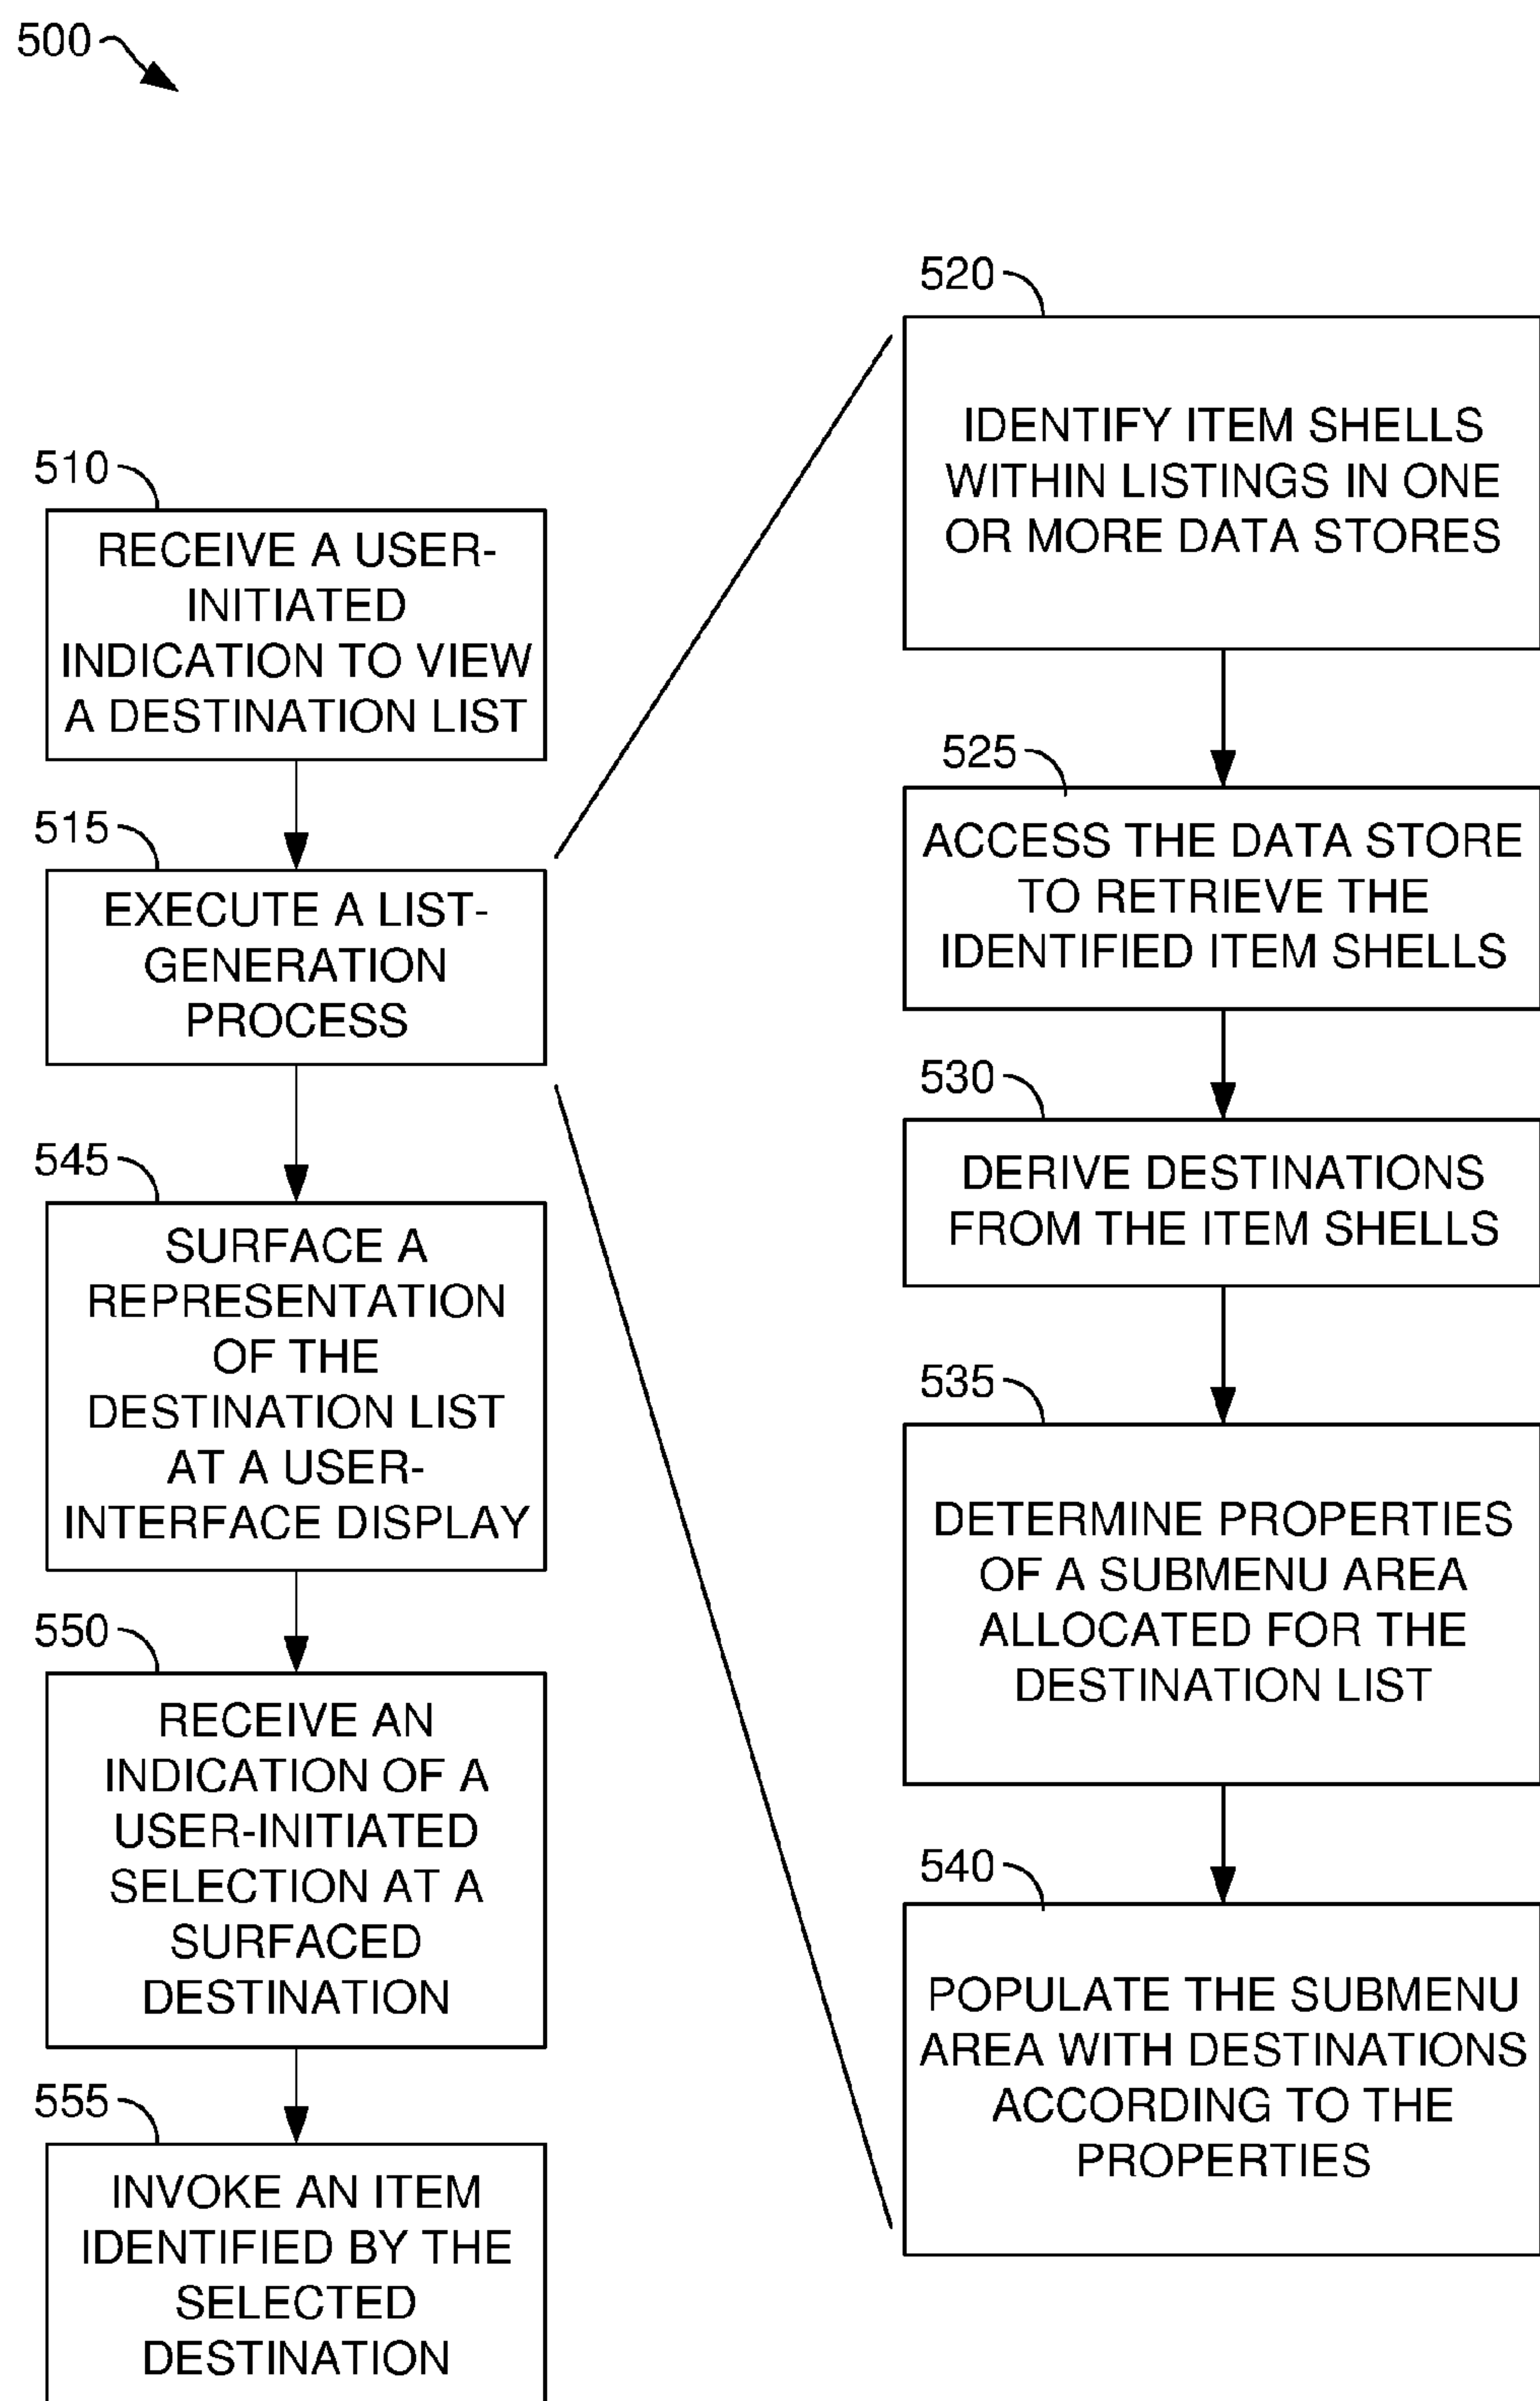 500
510
RECEIVE A USER-
INITIATED
INDICATION TO VIEW
A DESTINATION LIST
515
EXECUTE A LIST-
GENERATION
PROCESS
545
SURFACE A
REPRESENTATION
OF THE
DESTINATION LIST
AT A USER-
INTERFACE DISPLAY
550
RECEIVE AN
INDICATION OF A
USER-INITIATED
SELECTION AT A
SURFACED
DESTINATION
555
INVOKE AN ITEM
IDENTIFIED BY THE
SELECTED
DESTINATION
520
IDENTIFY ITEM SHELLS
WITHIN LISTINGS IN ONE
OR MORE DATA STORES
525
ACCESS THE DATA STORE
TO RETRIEVE THE
IDENTIFIED ITEM SHELLS
530
DERIVE DESTINATIONS
FROM THE ITEM SHELLS
535
DETERMINE PROPERTIES
OF A SUBMENU AREA
ALLOCATED FOR THE
DESTINATION LIST
540
POPULATE THE SUBMENU
AREA WITH DESTINATIONS
ACCORDING TO THE
PROPERTIES